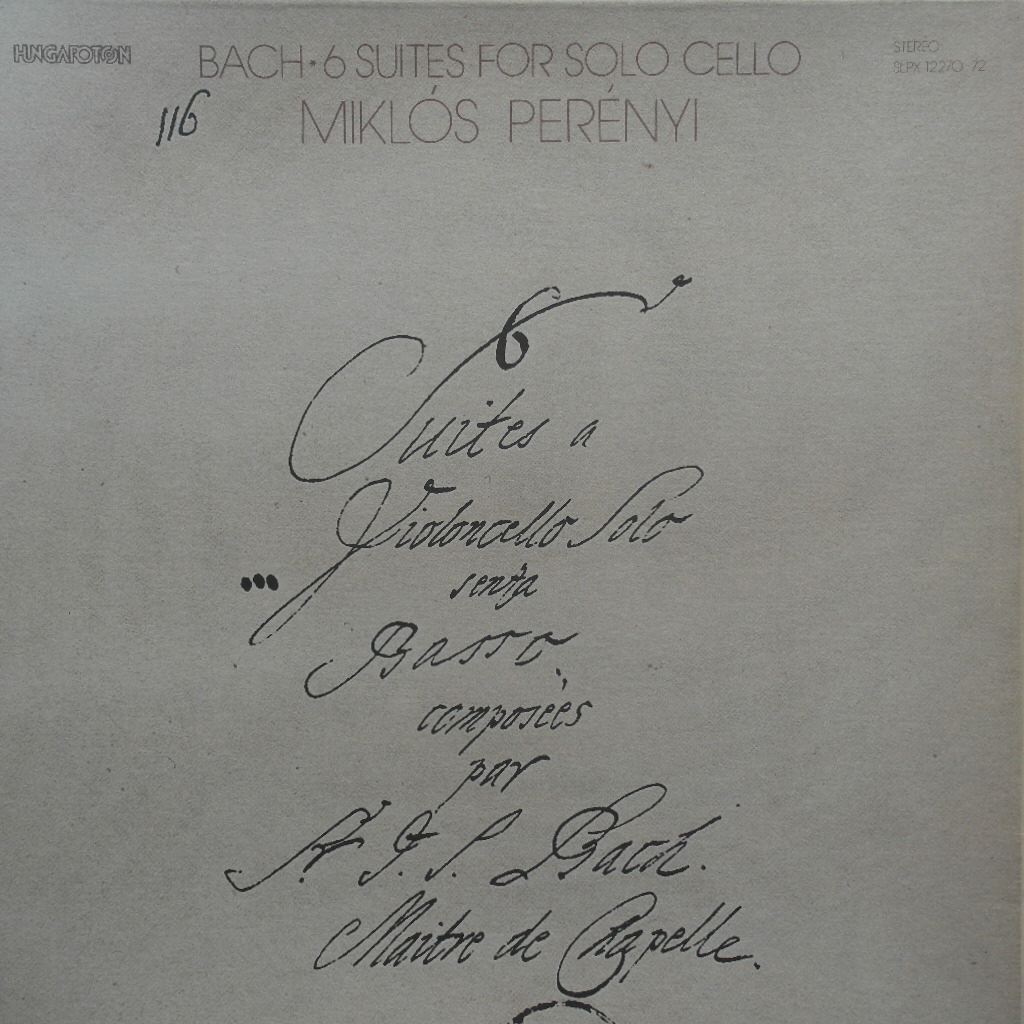 HUNGAROTON
BACH·6 SUITES FOR SOLO CELLO
STEREO
SLPX 12270-72
MIKLÓS PERÉNYI
116
6
Suites a
Violoncello Solo
senza
Basso.
composées
par
Sr. J. S. Bach.
Maitre de Chapelle.